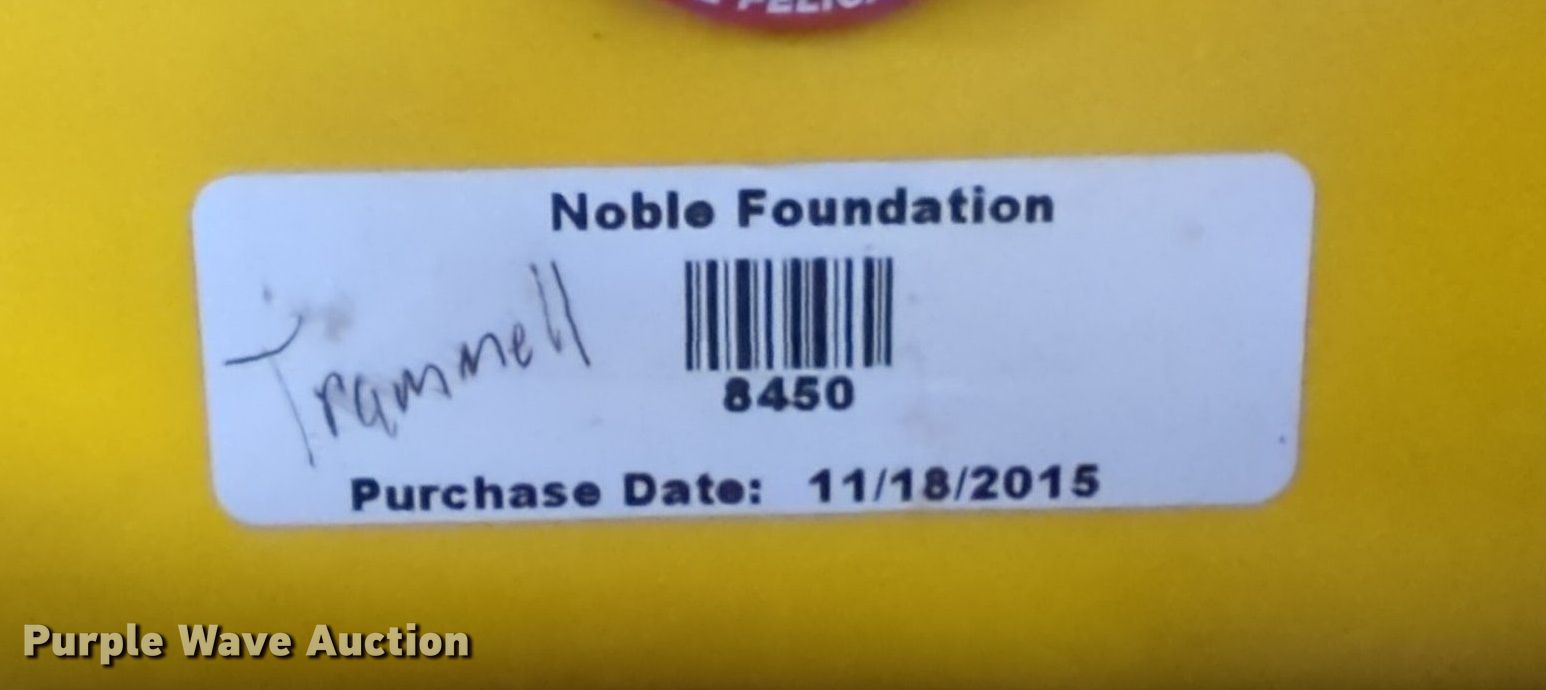 Noble Foundation
Trammell
8450
Purchase Date: 11/18/2015
Purple Wave Auction